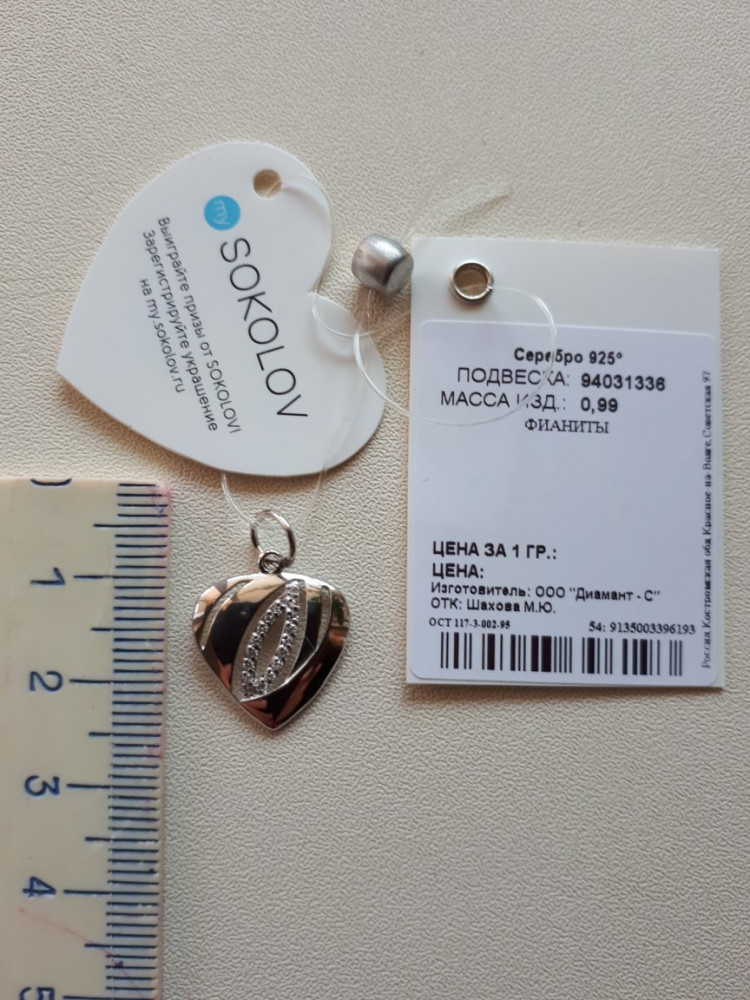 my
SOKOLOV
Выиграйте призы от SOKOLOV!
Зарегистрируйте украшение
на my.sokolov.ru
Серебро 925°
ПОДВЕСКА: 94031336
МАССА ИЗД.: 0,99
ФИАНИТЫ
ЦЕНА ЗА 1 ГР.:
ЦЕНА:
Изготовитель: ООО "Диамант - С"
ОТК: Шахова М.Ю.
ОСТ 117-3-002-95 54: 9135003396193
Россия, Костромская обл, Красное на Волге, Советская 97
0
1
2
3
4
5